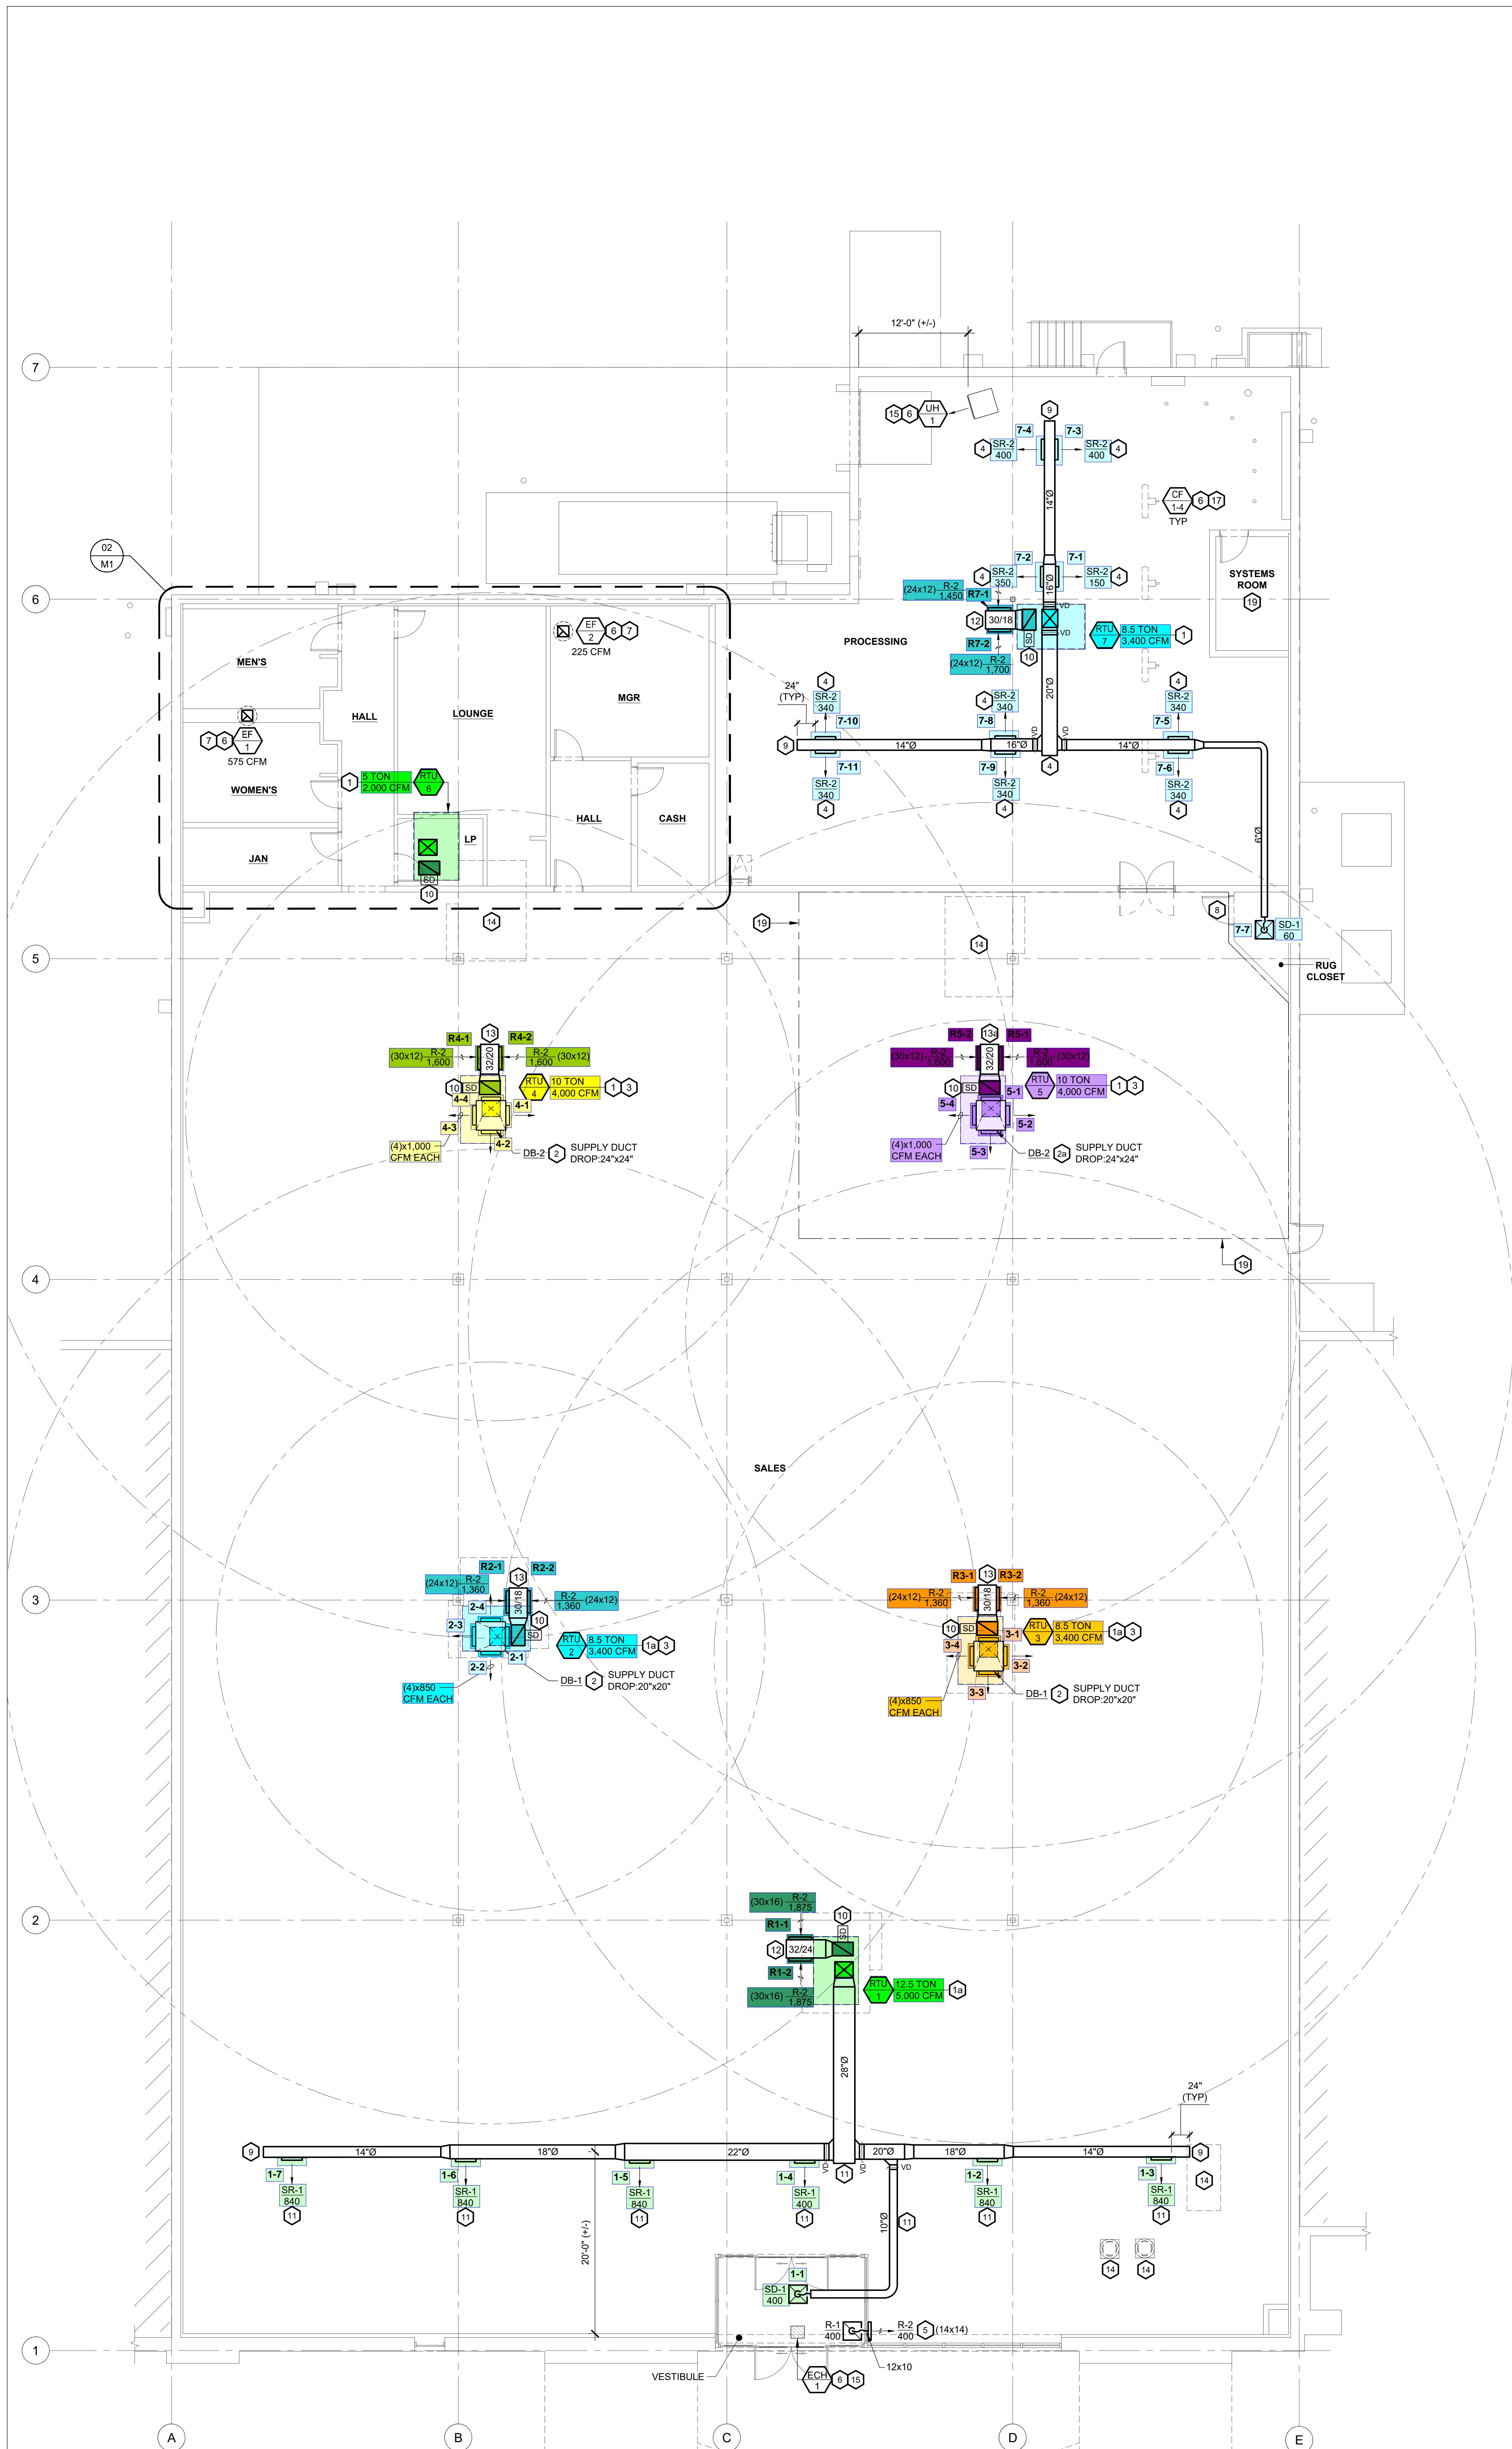 12'-0" (+/-)
7
15
6
UH
1
9
7-4
7-3
4
SR-2
400
SR-2
400
4
14"Ø
CF
1-4
6
17
TYP
02
M1
7-2
7-1
4
SR-2
350
16"Ø
SR-2
150
4
SYSTEMS
ROOM
19
6
(24x12)
R-2
1,450
R7-1
VD
VD
12
30/18
SD
10
RTU
7
8.5 TON
3,400 CFM
1
R7-2
(24x12)
R-2
1,700
EF
2
6
7
225 CFM
PROCESSING
MEN'S
HALL
LOUNGE
MGR
7
6
EF
1
575 CFM
24"
(TYP)
4
SR-2
340
4
SR-2
340
20"Ø
4
SR-2
340
7-10
7-8
7-5
VD
VD
9
14"Ø
16"Ø
14"Ø
4
7-11
7-9
7-6
SR-2
340
4
SR-2
340
4
SR-2
340
4
1
5 TON
2,000 CFM
RTU
6
WOMEN'S
HALL
CASH
LP
JAN
SD
10
6"Ø
14
19
14
8
7-7
SD-1
60
5
RUG
CLOSET
R4-1
13
R4-2
(30x12)
R-2
1,600
32/20
R-2
1,600
(30x12)
10
SD
RTU
4
10 TON
4,000 CFM
1
3
4-4
4-1
4-3
4-2
(4)x1,000
CFM EACH
DB-2
2
SUPPLY DUCT
DROP:24"x24"
R5-2
13a
R5-1
(30x12)
R-2
1,600
32/20
R-2
1,600
(30x12)
10
SD
5-1
RTU
5
10 TON
4,000 CFM
1
3
5-4
5-2
(4)x1,000
CFM EACH
5-3
DB-2
2a
SUPPLY DUCT
DROP:24"x24"
19
4
SALES
R2-1
13
R2-2
(24x12)
R-2
1,360
30/18
R-2
1,360
(24x12)
3
2-4
2-3
10
SD
RTU
2
8.5 TON
3,400 CFM
1a
3
2-2
2-1
(4)x850
CFM EACH
DB-1
2
SUPPLY DUCT
DROP:20"x20"
R3-1
13
R3-2
(24x12)
R-2
1,360
30/18
R-2
1,360
(24x12)
10
SD
3-1
RTU
3
8.5 TON
3,400 CFM
1a
3
3-4
3-2
(4)x850
CFM EACH
3-3
DB-1
2
SUPPLY DUCT
DROP:20"x20"
2
(30x16)
R-2
1,875
10
R1-1
SD
12
32/24
R1-2
(30x16)
R-2
1,875
RTU
1
12.5 TON
5,000 CFM
1a
28"Ø
24"
(TYP)
9
14"Ø
18"Ø
22"Ø
20"Ø
18"Ø
14"Ø
9
VD
VD
11
VD
1-7
SR-1
840
11
1-6
SR-1
840
11
1-5
SR-1
840
11
1-4
SR-1
400
11
1-2
SR-1
840
11
1-3
SR-1
840
11
14
20'-0" (+/-)
10"Ø
11
14
14
1-1
SD-1
400
R-1
400
R-2
400
5
(14x14)
1
12x10
VESTIBULE
ECH
1
6
15
A
B
C
D
E